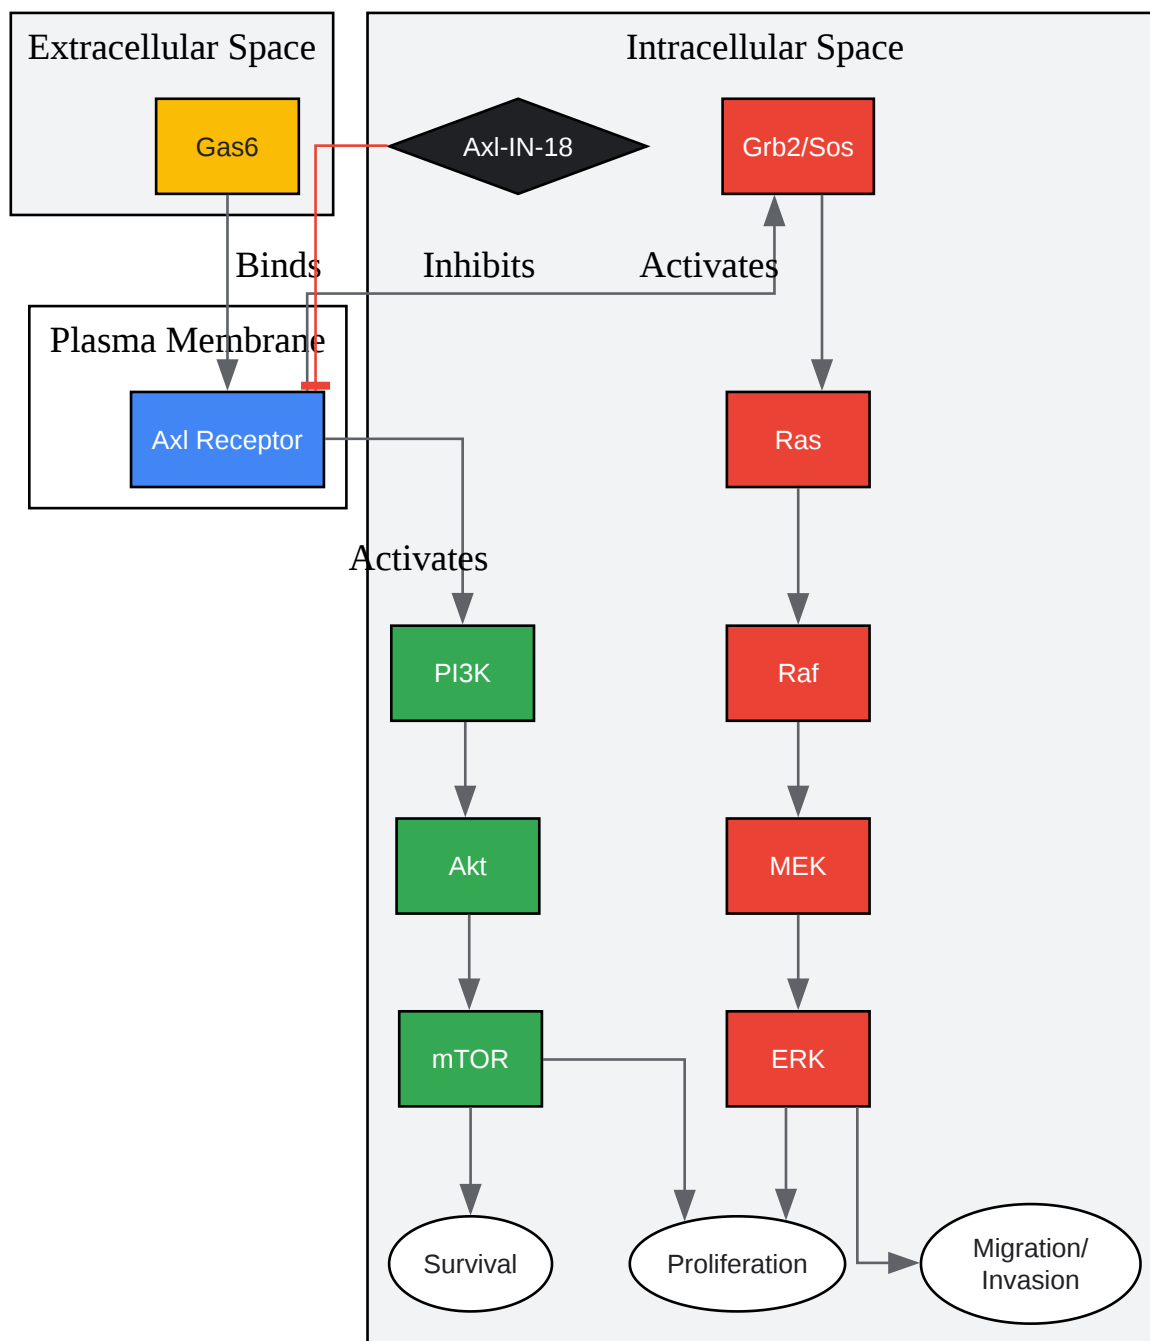 Extracellular Space
Intracellular Space
Gas6
Axl-IN-18
Grb2/Sos
Binds
Inhibits
Activates
Plasma Membrane
Axl Receptor
Ras
Activates
PI3K
Raf
Akt
MEK
mTOR
ERK
Survival
Proliferation
Migration/
Invasion